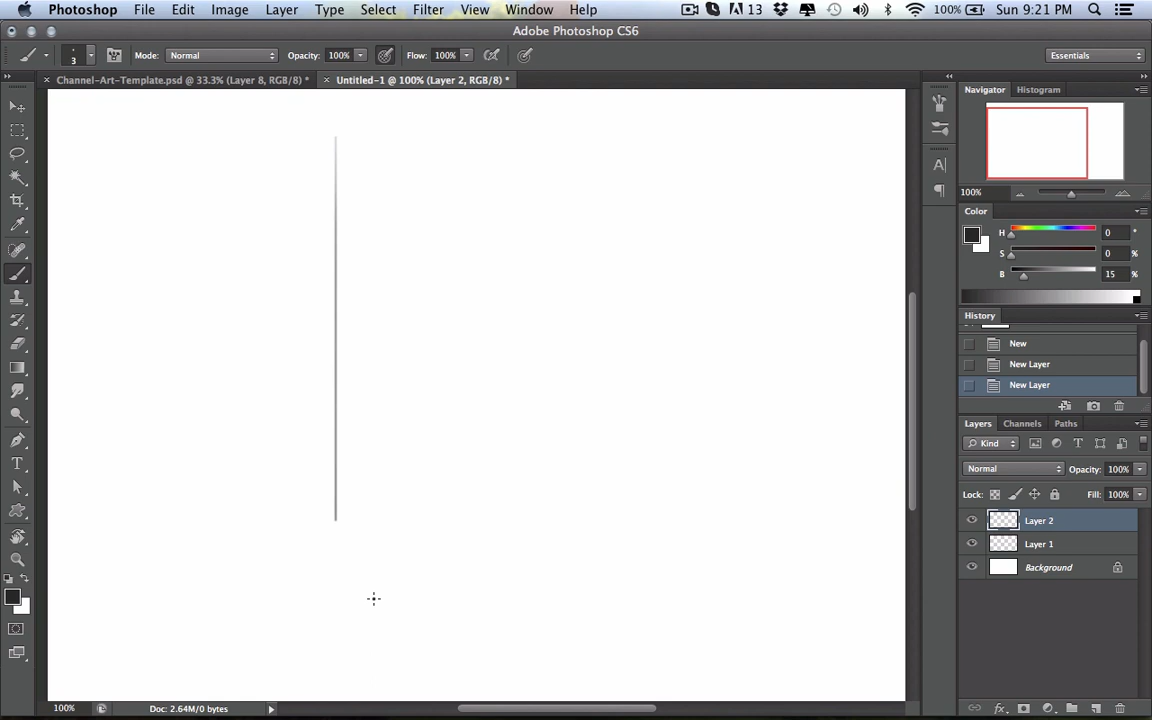 Photoshop File Edit Image Layer Type Select Filter View Window Help 13 100% Sun 9:21 PM
Adobe Photoshop CS6
3 Mode: Normal Opacity: 100% Flow: 100% Essentials
Channel-Art-Template.psd @ 33.3% (Layer 8, RGB/8) * Untitled-1 @ 100% (Layer 2, RGB/8) *
Navigator Histogram
100%
Color
H 0 °
S 0 %
B 15 %
History
New
New Layer
New Layer
Layers Channels Paths
Kind
Normal Opacity: 100%
Lock: Fill: 100%
Layer 2
Layer 1
Background
100% Doc: 2.64M/0 bytes